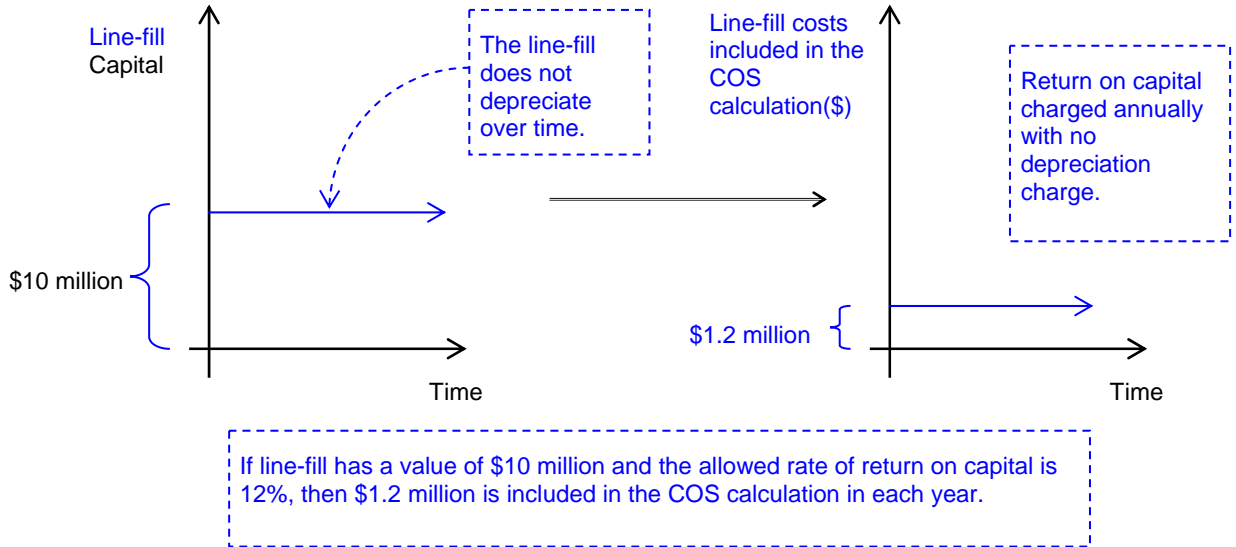 Line-fill
Capital
The line-fill
does not
depreciate
over time.
$10 million
Time
Line-fill costs
included in the
COS
calculation($)
Return on capital
charged annually
with no
depreciation
charge.
$1.2 million
Time
If line-fill has a value of $10 million and the allowed rate of return on capital is
12%, then $1.2 million is included in the COS calculation in each year.